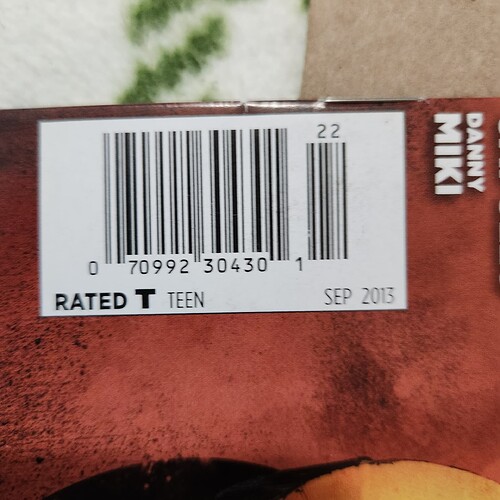 22
0 70992 30430 1
RATED T TEEN
SEP 2013
DANNY
MIKI